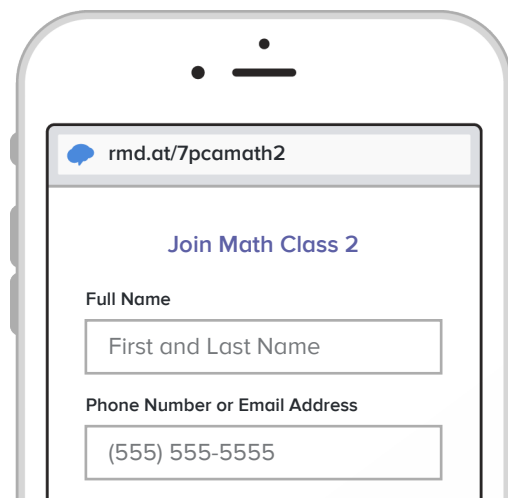 rmd.at/7pcamath2
Join Math Class 2
Full Name
First and Last Name
Phone Number or Email Address
(555) 555-5555